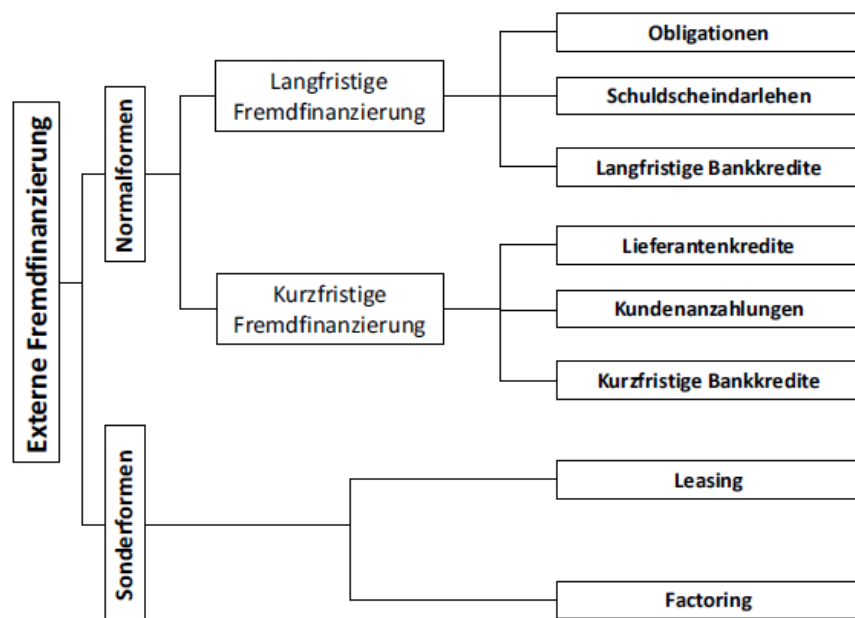 Externe Fremdfinanzierung
Normalformen
Langfristige
Fremdfinanzierung
Obligationen
Schuldscheindarlehen
Langfristige Bankkredite
Kurzfristige
Fremdfinanzierung
Lieferantenkredite
Kundenanzahlungen
Kurzfristige Bankkredite
Sonderformen
Leasing
Factoring